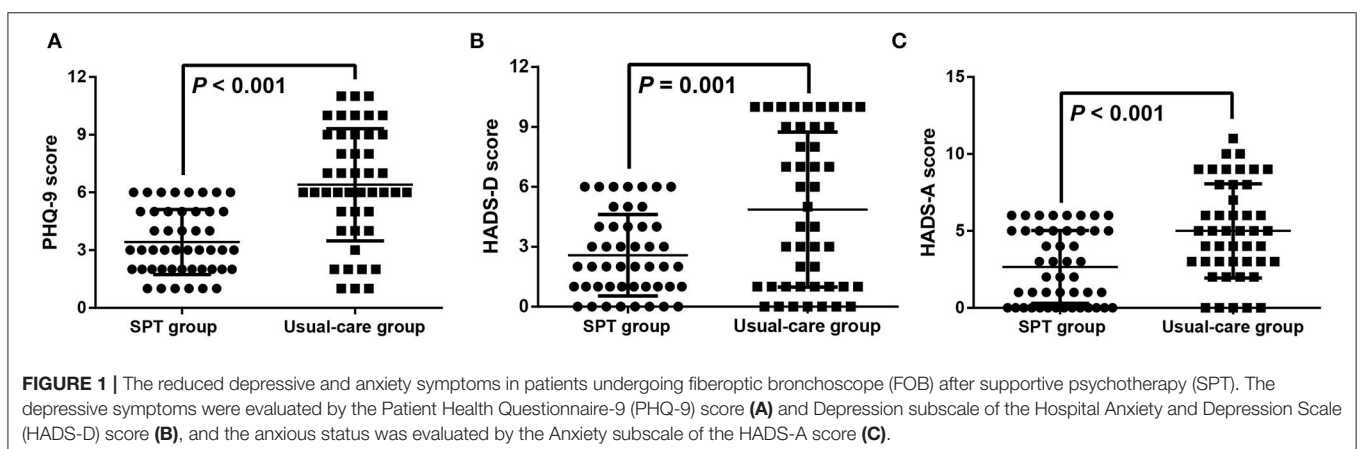 A
B
C
PHQ-9 score
12
9
6
3
0
P < 0.001
SPT group
Usual-care group
HADS-D score
12
9
6
3
0
P = 0.001
SPT group
Usual-care group
HADS-A score
15
10
5
0
P < 0.001
SPT group
Usual-care group
FIGURE 1 | The reduced depressive and anxiety symptoms in patients undergoing fiberoptic bronchoscope (FOB) after supportive psychotherapy (SPT). The
depressive symptoms were evaluated by the Patient Health Questionnaire-9 (PHQ-9) score (A) and Depression subscale of the Hospital Anxiety and Depression Scale
(HADS-D) score (B), and the anxious status was evaluated by the Anxiety subscale of the HADS-A score (C).